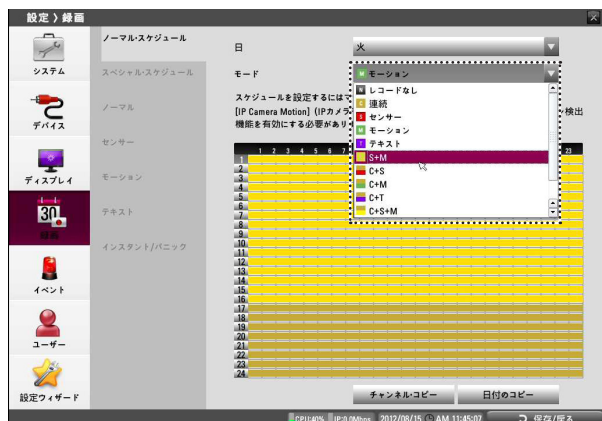 設定 〉録画
システム
デバイス
ディスプレイ
録画
イベント
ユーザー
設定ウィザード
ノーマル·スケジュール
スペシャル·スケジュール
ノーマル
センサー
モーション
テキスト
インスタント/パニック
日
火
モード
モーション
スケジュールを設定するにはマ
[IP Camera Motion] (IPカメラ
検出
機能を有効にする必要があり
レコードなし
連続
センサー
モーション
テキスト
S+M
C+S
C+M
C+T
C+S+M
1 2 3 4 5 6 7 23
1
2
3
4
5
6
7
8
9
10
11
12
13
14
15
16
17
18
19
20
21
22
23
24
チャンネル·コピー
日付のコピー
CPU:40% IP:0.0Mbps 2012/08/15 AM 11:45:07
保存/戻る